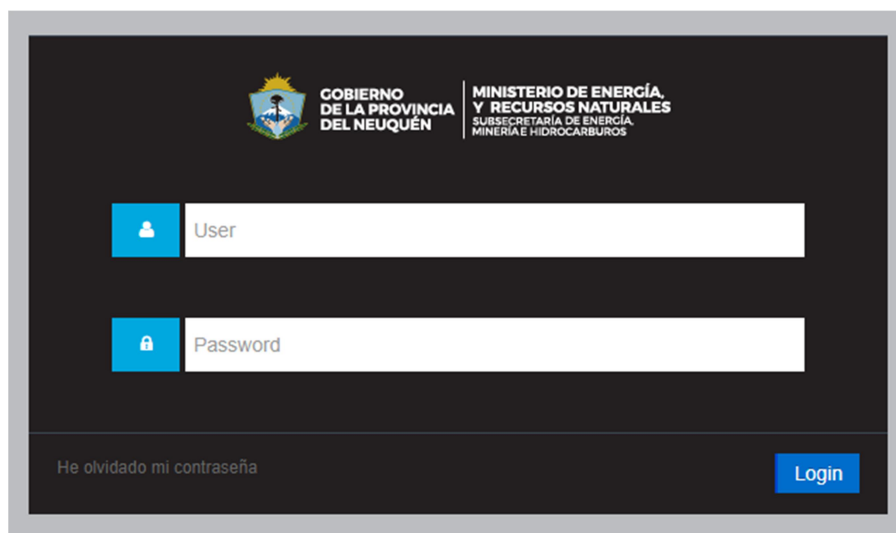 GOBIERNO
DE LA PROVINCIA
DEL NEUQUÉN
MINISTERIO DE ENERGÍA,
Y RECURSOS NATURALES
SUBSECRETARÍA DE ENERGÍA,
MINERÍA E HIDROCARBUROS
User
Password
He olvidado mi contraseña
Login